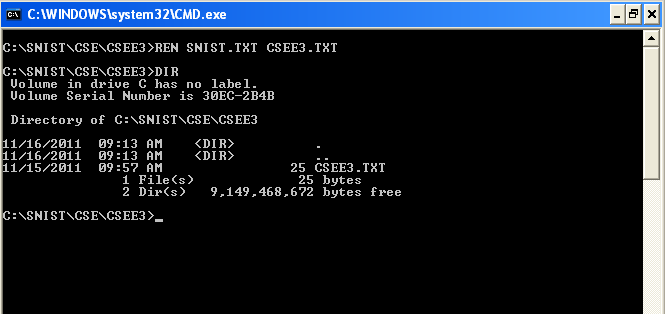 C:\WINDOWS\system32\CMD.exe
C:\SNIST\CSE\CSEE3>REN SNIST.TXT CSEE3.TXT
C:\SNIST\CSE\CSEE3>DIR
Volume in drive C has no label.
Volume Serial Number is 30EC-2B4B
Directory of C:\SNIST\CSE\CSEE3
11/16/2011  09:13 AM    <DIR>          .
11/16/2011  09:13 AM    <DIR>          ..
11/15/2011  09:57 AM                25 CSEE3.TXT
1 File(s)             25 bytes
2 Dir(s)   9,149,468,672 bytes free
C:\SNIST\CSE\CSEE3>_